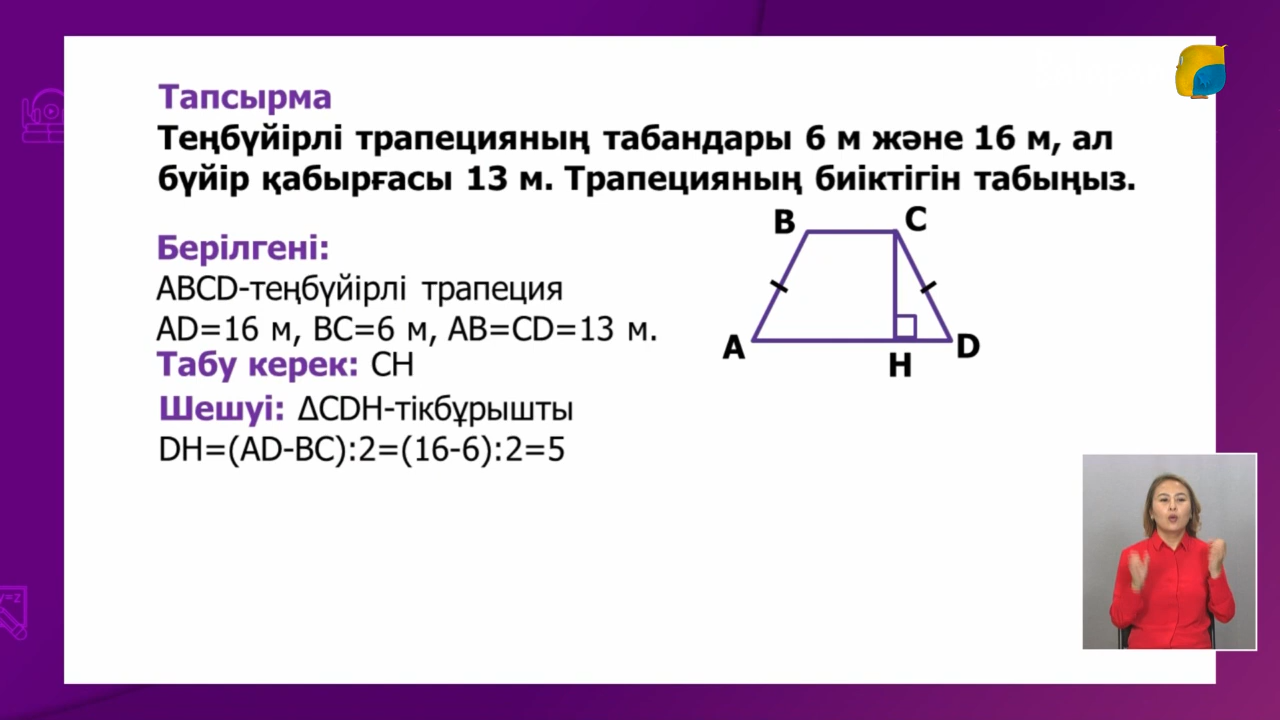 Тапсырма
Теңбүйірлі трапецияның табандары 6 м және 16 м, ал
бүйір қабырғасы 13 м. Трапецияның биіктігін табыңыз.
Берілгені:
ABCD-теңбүйірлі трапеция
AD=16 м, BC=6 м, AB=CD=13 м.
Табу керек: CH
Шешуі: ΔCDH-тікбұрышты
DH=(AD-BC):2=(16-6):2=5
B C
A H D
y=z